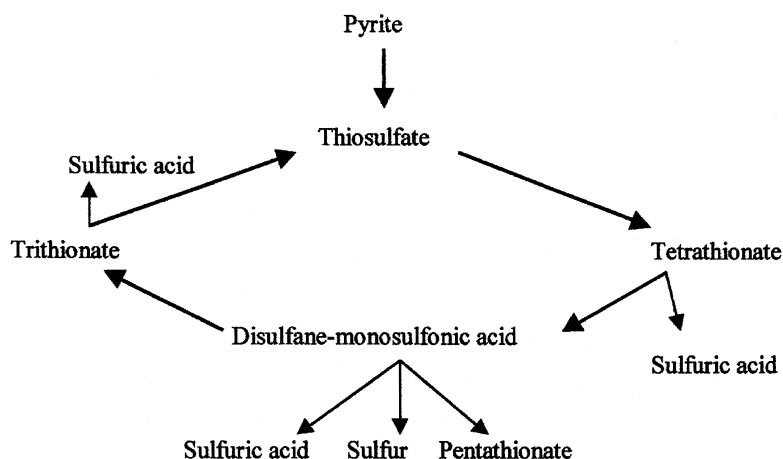 Pyrite
Thiosulfate
Sulfuric acid
Trithionate
Tetrathionate
Disulfane-monosulfonic acid
Sulfuric acid
Sulfuric acid
Sulfur
Pentathionate